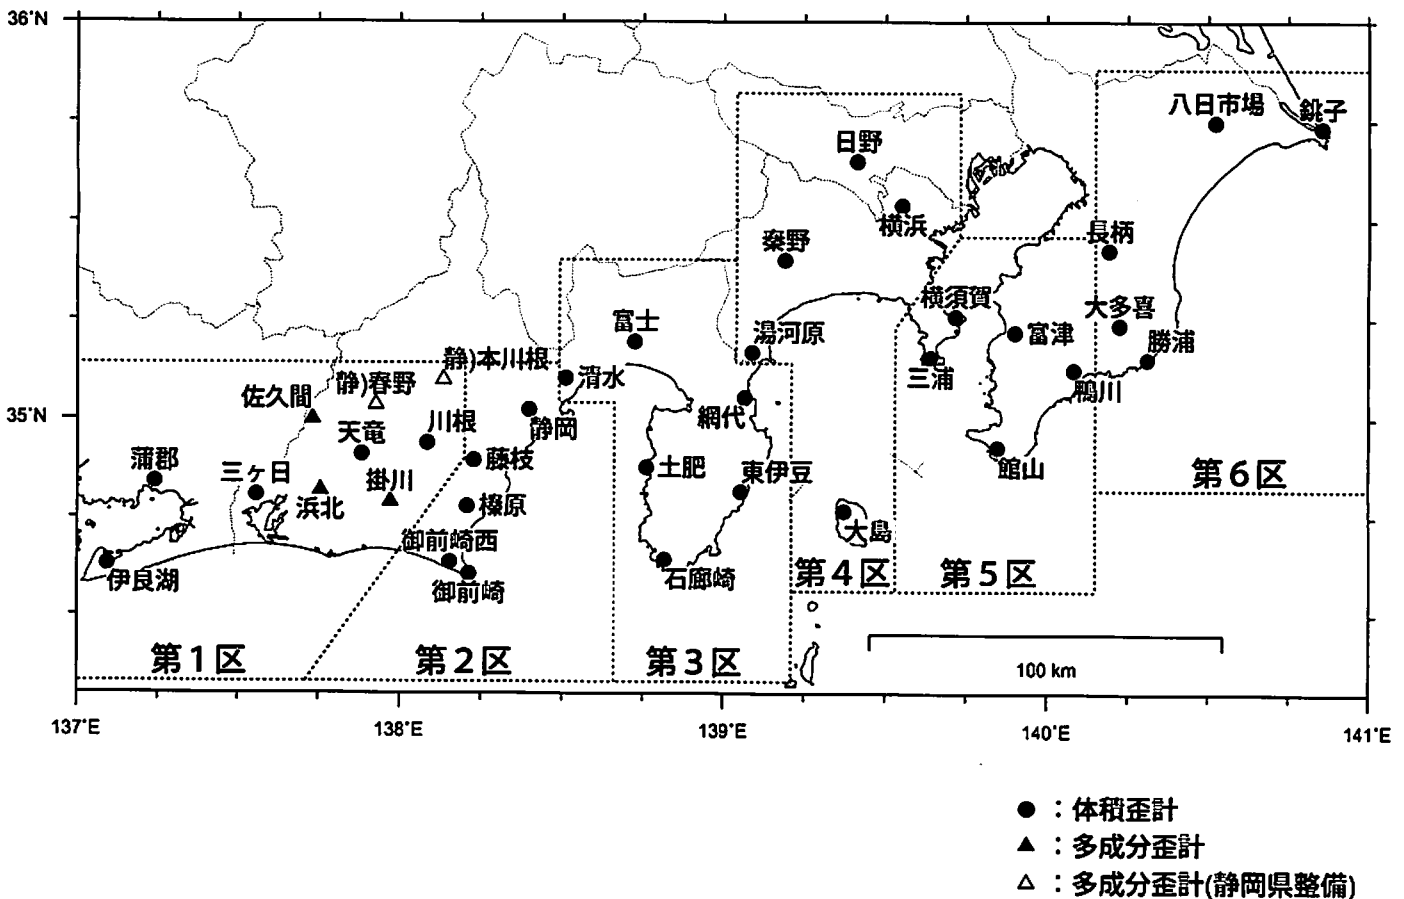 36°N
八日市場
銚子
日野
横浜
秦野
長柄
横須賀
大多喜
富士
湯河原
富津
勝浦
静)本川根
三浦
静)春野
清水
鴨川
佐久間
35°N
網代
川根
静岡
天竜
藤枝
土肥
東伊豆
館山
蒲郡
三ヶ日
掛川
第6区
浜北
榛原
大島
御前崎西
伊良湖
石廊崎
第4区
第5区
御前崎
第1区
第2区
第3区
100 km
137°E
138°E
139°E
140°E
141°E
● : 体積歪計
▲ : 多成分歪計
△ : 多成分歪計(静岡県整備)